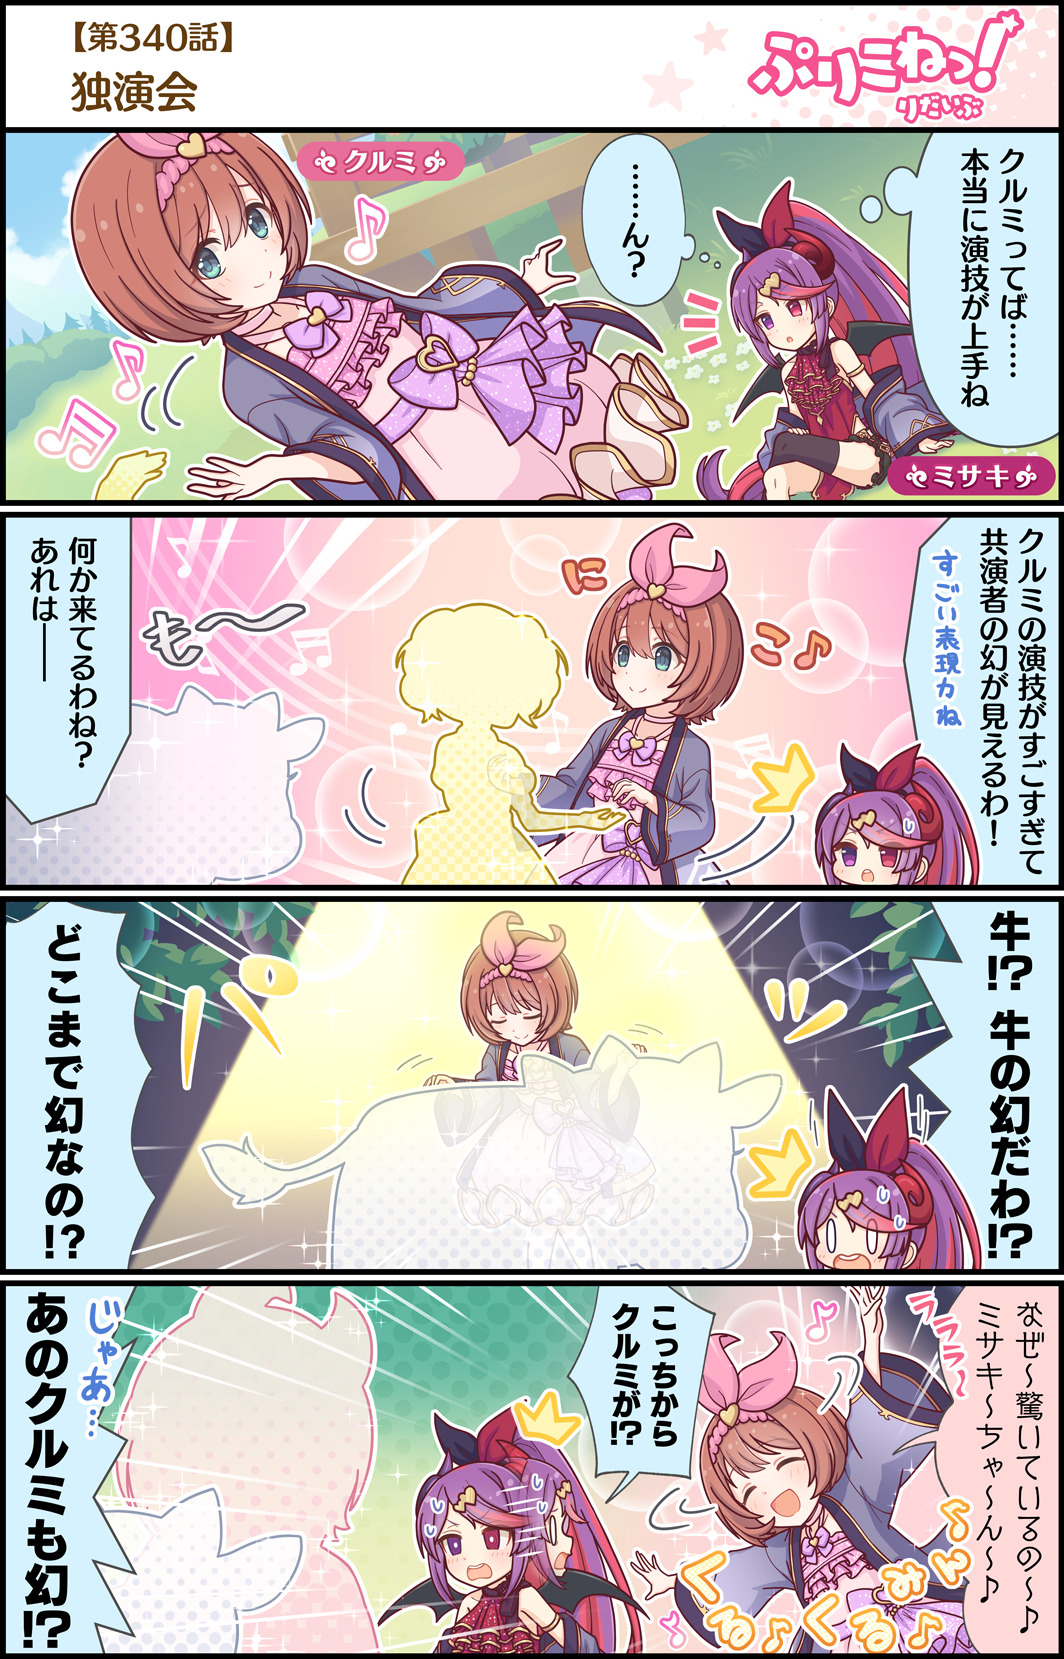 【第340話】
独演会
ぷりこねっ!
りだいぶ
クルミってば……
本当に演技が上手ね
……ん?
クルミ
ミサキ
クルミの演技がすごすぎて
共演者の幻が見えるわ!
すごい表現力ね
にこ♪
も〜
何か来てるわね?
あれは──
牛!? 牛の幻だわ!?
パッ
どこまで幻なの!?
なぜ〜驚いているの〜♪
ミサキ〜ちゃ〜ん〜♪
ラララ〜
こっちから
クルミが!?
くる♪くるぅ♪
じゃあ…
あのクルミも幻!?